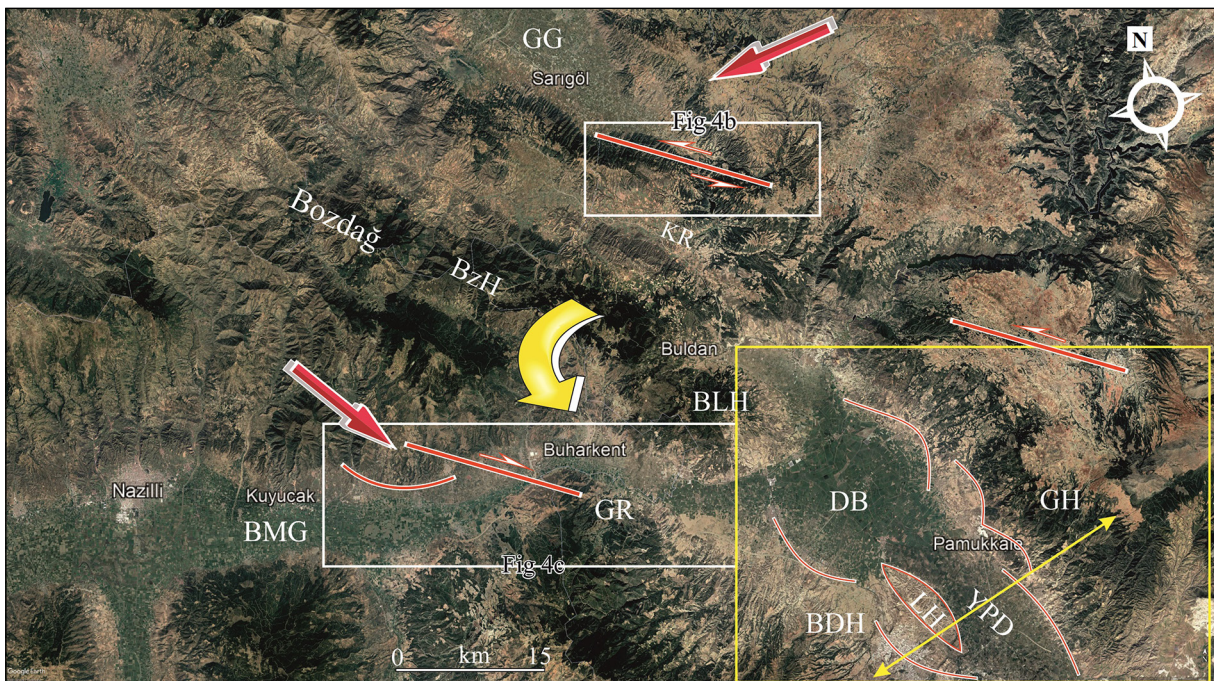 GG
N
Sarıgöl
Fig 4b
Bozdağ
KR
BzH
Buldan
BLH
Buharkent
Nazilli
Kuyucak
BMG
GR
DB
GH
Pamukkale
Fig 4c
LH
YPD
BDH
0 km 15
Google Earth